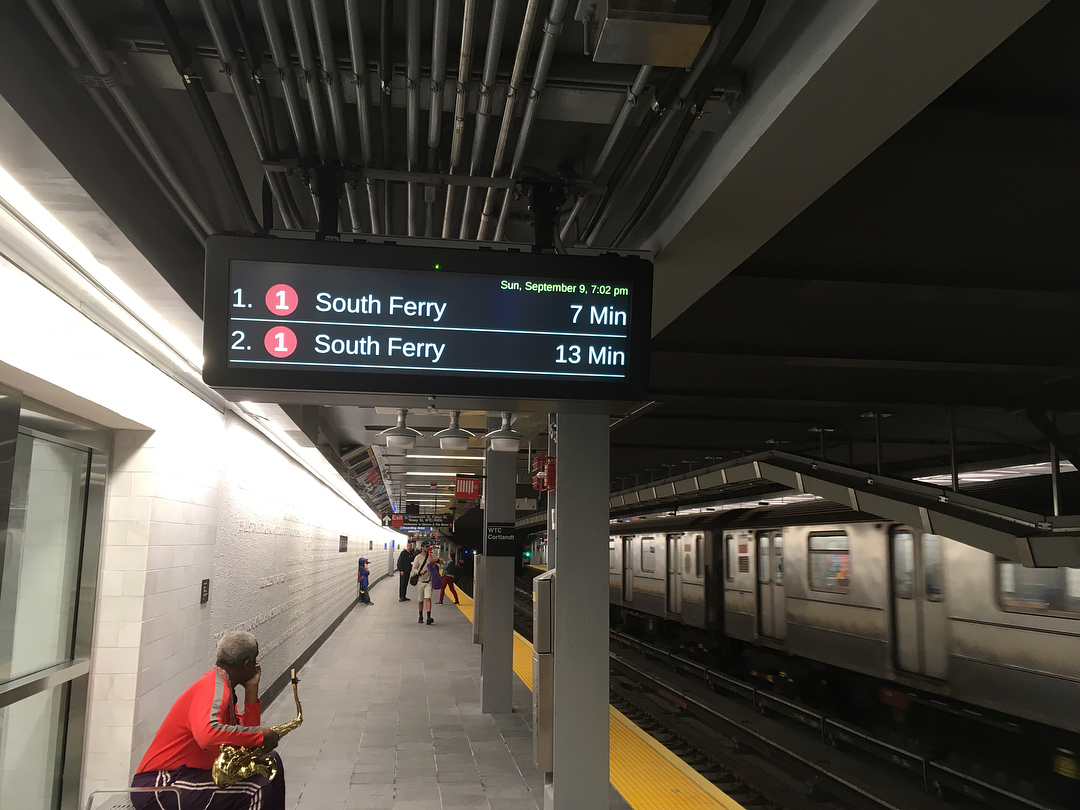 Sun, September 9, 7:02 pm
1. 1 South Ferry 7 Min
2. 1 South Ferry 13 Min
Exit
WTC
Cortlandt